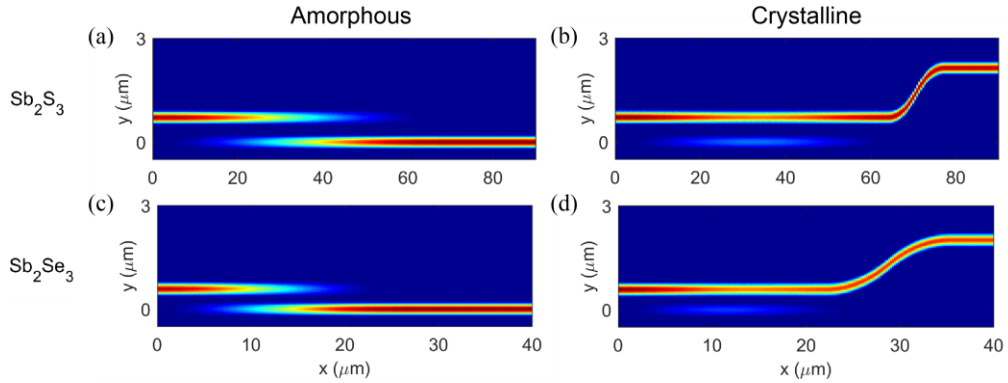 Amorphous Crystalline
(a) (b)
3 3
Sb2S3 y (μm) y (μm)
0 0
0 20 40 60 80 0 20 40 60 80
(c) (d)
3 3
Sb2Se3 y (μm) y (μm)
0 0
0 10 20 30 40 0 10 20 30 40
x (μm) x (μm)